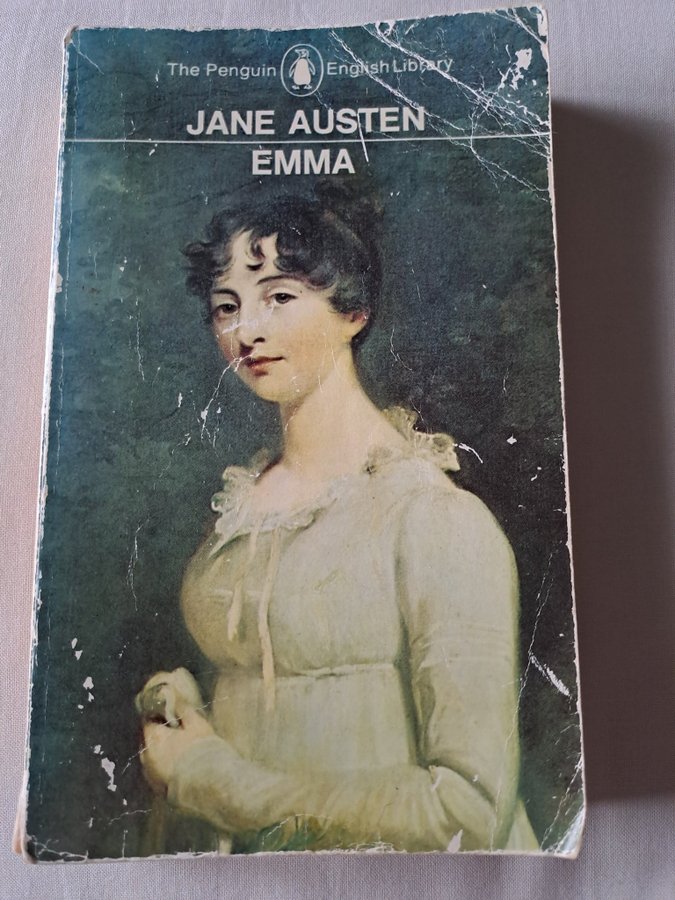 The Penguin English Library
JANE AUSTEN
EMMA